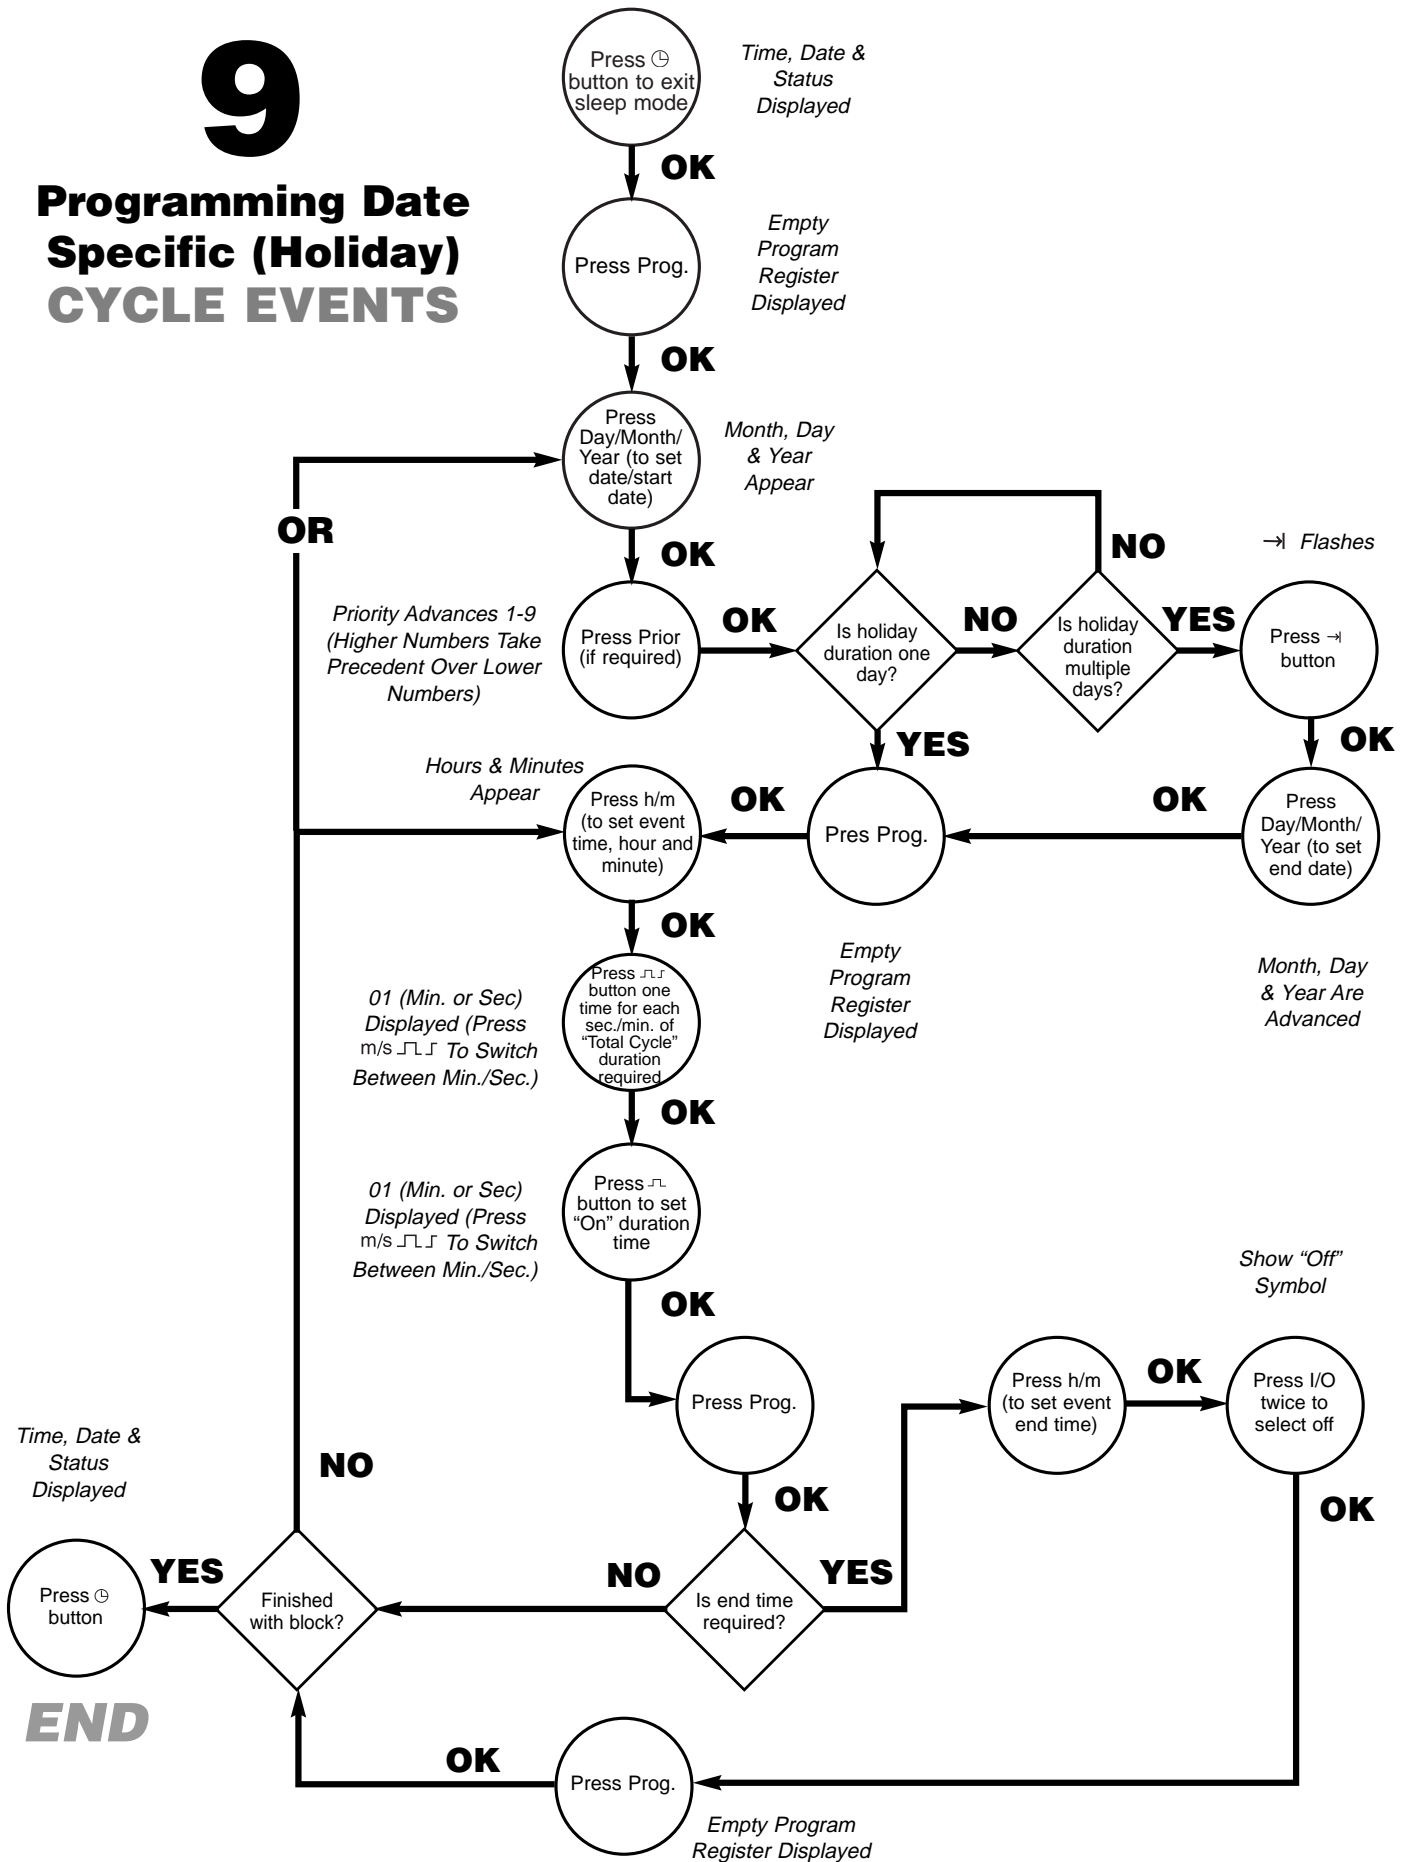 9
Programming Date
Specific (Holiday)
CYCLE EVENTS
Press
button to exit
sleep mode
Time, Date &
Status
Displayed
OK
Press Prog.
Empty
Program
Register
Displayed
OK
Press
Day/Month/
Year (to set
date/start
date)
Month, Day
& Year
Appear
OR
OK
NO
Flashes
Priority Advances 1-9
(Higher Numbers Take
Precedent Over Lower
Numbers)
Press Prior
(if required)
OK
Is holiday
duration one
day?
NO
Is holiday
duration
multiple
days?
YES
Press
button
YES
OK
Hours & Minutes
Appear
Press h/m
(to set event
time, hour and
minute)
OK
Pres Prog.
OK
Press
Day/Month/
Year (to set
end date)
OK
Empty
Program
Register
Displayed
Month, Day
& Year Are
Advanced
01 (Min. or Sec)
Displayed (Press
m/s To Switch
Between Min./Sec.)
Press
button one
time for each
sec./min. of
“Total Cycle”
duration
required
OK
01 (Min. or Sec)
Displayed (Press
m/s To Switch
Between Min./Sec.)
Press
button to set
“On” duration
time
OK
Show “Off”
Symbol
Press Prog.
Press h/m
(to set event
end time)
OK
Press I/O
twice to
select off
Time, Date &
Status
Displayed
NO
OK
OK
Press
button
YES
Finished
with block?
NO
Is end time
required?
YES
END
OK
Press Prog.
Empty Program
Register Displayed